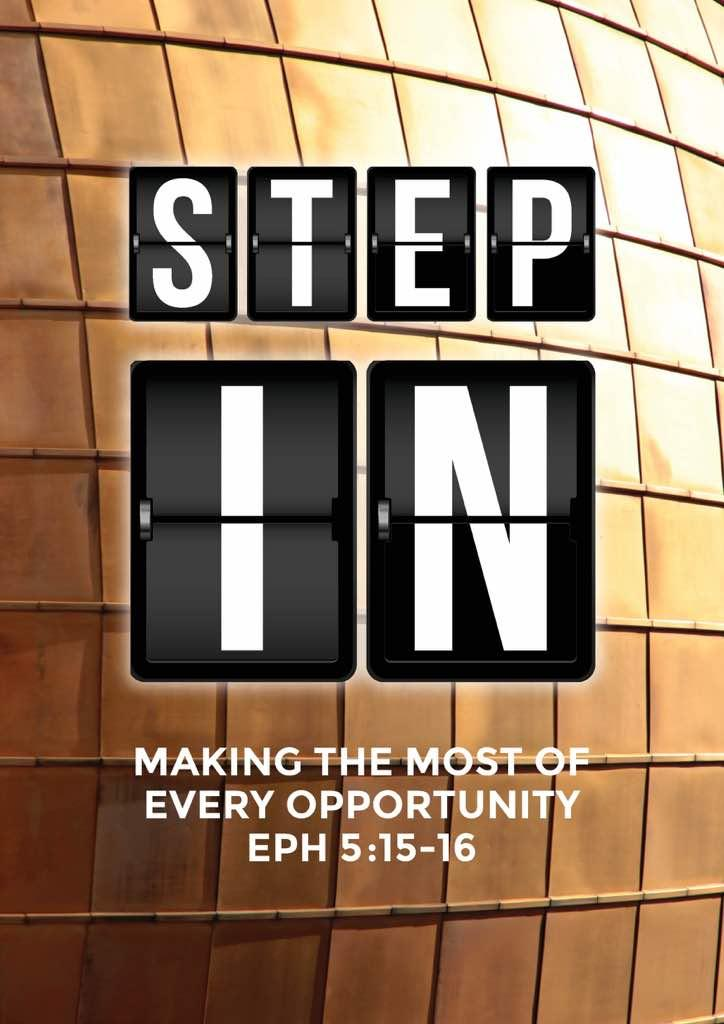 STEP
IN
MAKING THE MOST OF
EVERY OPPORTUNITY
EPH 5:15-16